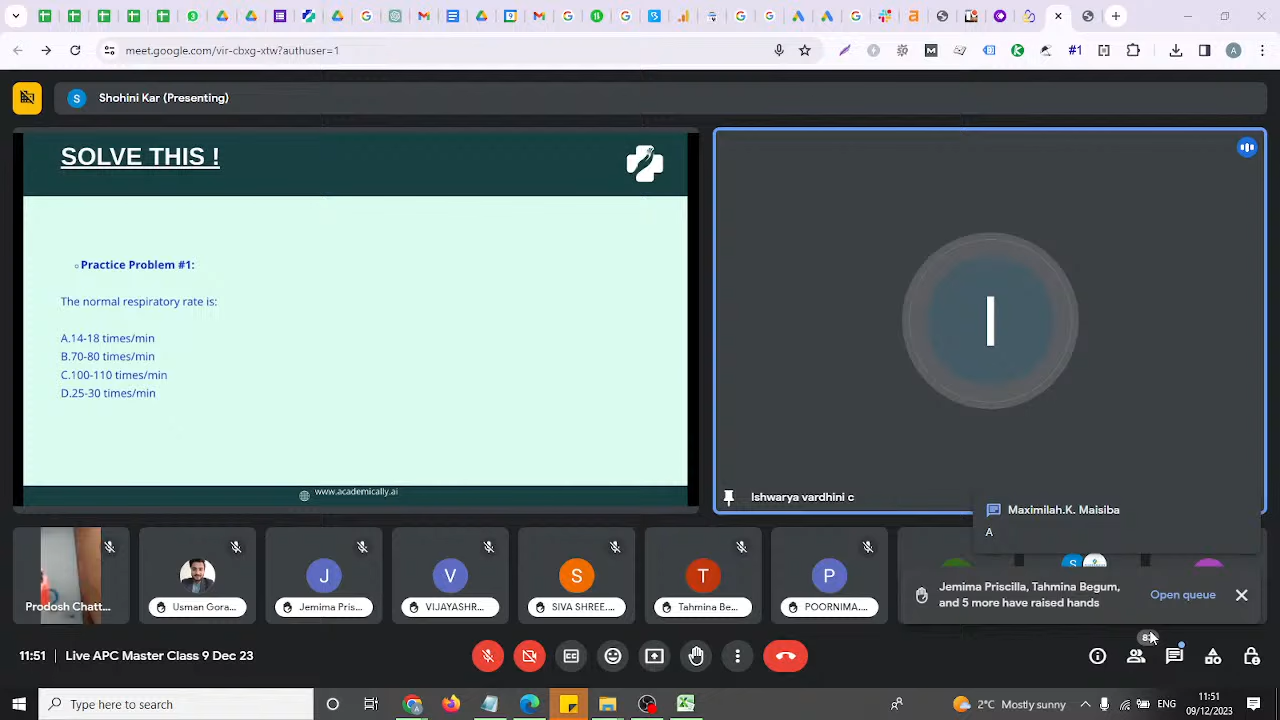 meet.google.com/vir-cbxg-xtw?authuser=1
#1
A
S
Shohini Kar (Presenting)
SOLVE THIS !
Practice Problem #1:
The normal respiratory rate is:
A.14-18 times/min
B.70-80 times/min
C.100-110 times/min
D.25-30 times/min
www.academically.ai
I
Ishwarya vardhini c
Maximilah.K. Maisiba
A
Prodosh Chatt...
Usman Gora...
J
Jemima Pris...
V
VIJAYASHR...
S
SIVA SHREE....
T
Tahmina Be...
P
POORNIMA...
S
Jemima Priscilla, Tahmina Begum,
and 5 more have raised hands
Open queue
11:51
Live APC Master Class 9 Dec 23
Type here to search
2°C Mostly sunny
ENG
11:51
09/12/2023